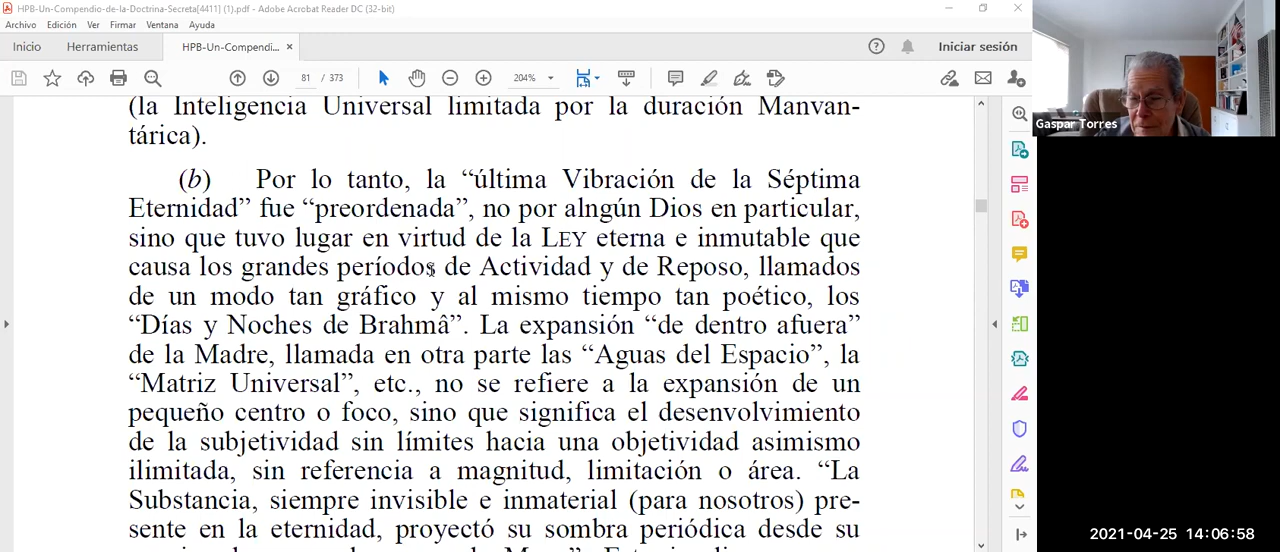 HPB-Un-Compendio-de-la-Doctrina-Secreta[4411] (1).pdf - Adobe Acrobat Reader DC (32-bit)
Archivo Edición Ver Firmar Ventana Ayuda
Inicio Herramientas HPB-Un-Compendi... × Iniciar sesión
81 / 373 204%
(la Inteligencia Universal limitada por la duración Manvan-
tárica).
(b) Por lo tanto, la “última Vibración de la Séptima
Eternidad” fue “preordenada”, no por alngún Dios en particular,
sino que tuvo lugar en virtud de la LEY eterna e inmutable que
causa los grandes períodos de Actividad y de Reposo, llamados
de un modo tan gráfico y al mismo tiempo tan poético, los
“Días y Noches de Brahmâ”. La expansión “de dentro afuera”
de la Madre, llamada en otra parte las “Aguas del Espacio”, la
“Matriz Universal”, etc., no se refiere a la expansión de un
pequeño centro o foco, sino que significa el desenvolvimiento
de la subjetividad sin límites hacia una objetividad asimismo
ilimitada, sin referencia a magnitud, limitación o área. “La
Substancia, siempre invisible e inmaterial (para nosotros) pre-
sente en la eternidad, proyectó su sombra periódica desde su
Gaspar Torres
2021-04-25 14:06:58